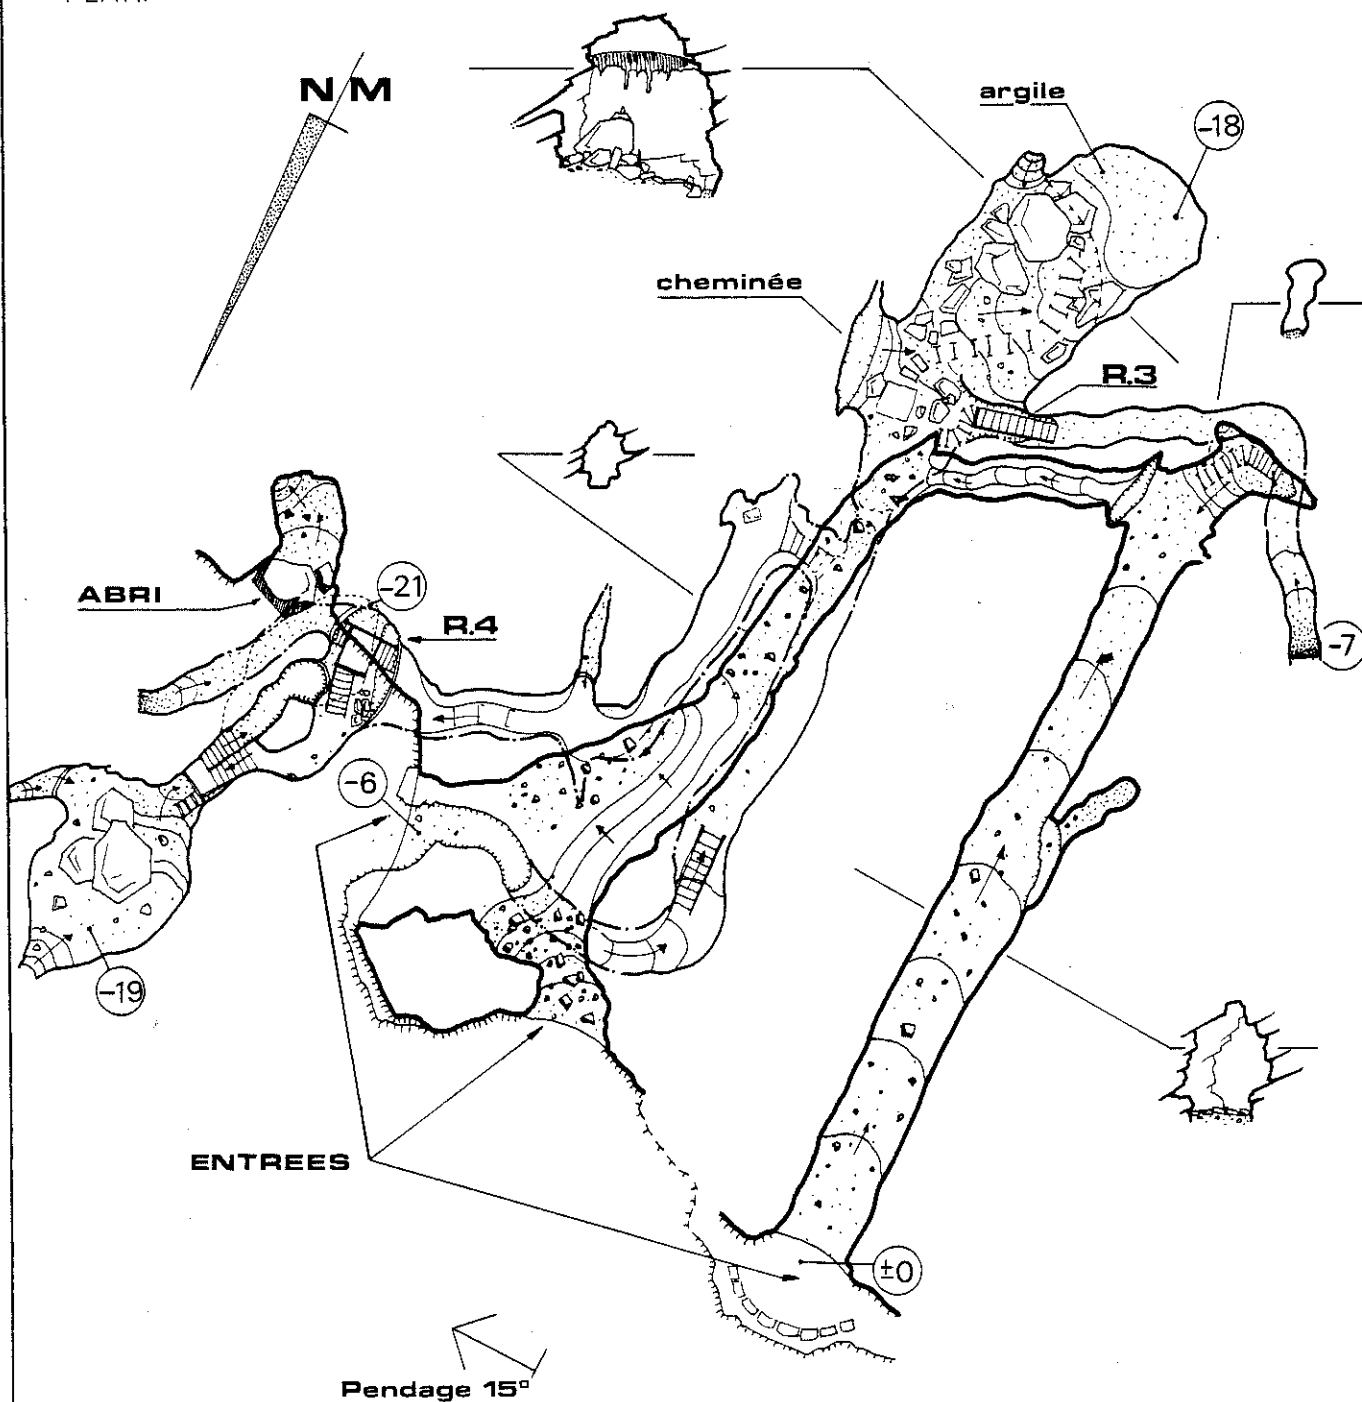 N M
argile
-18
cheminée
R.3
ABRI
-21
R.4
-7
-6
-19
ENTREES
±0
Pendage 15°